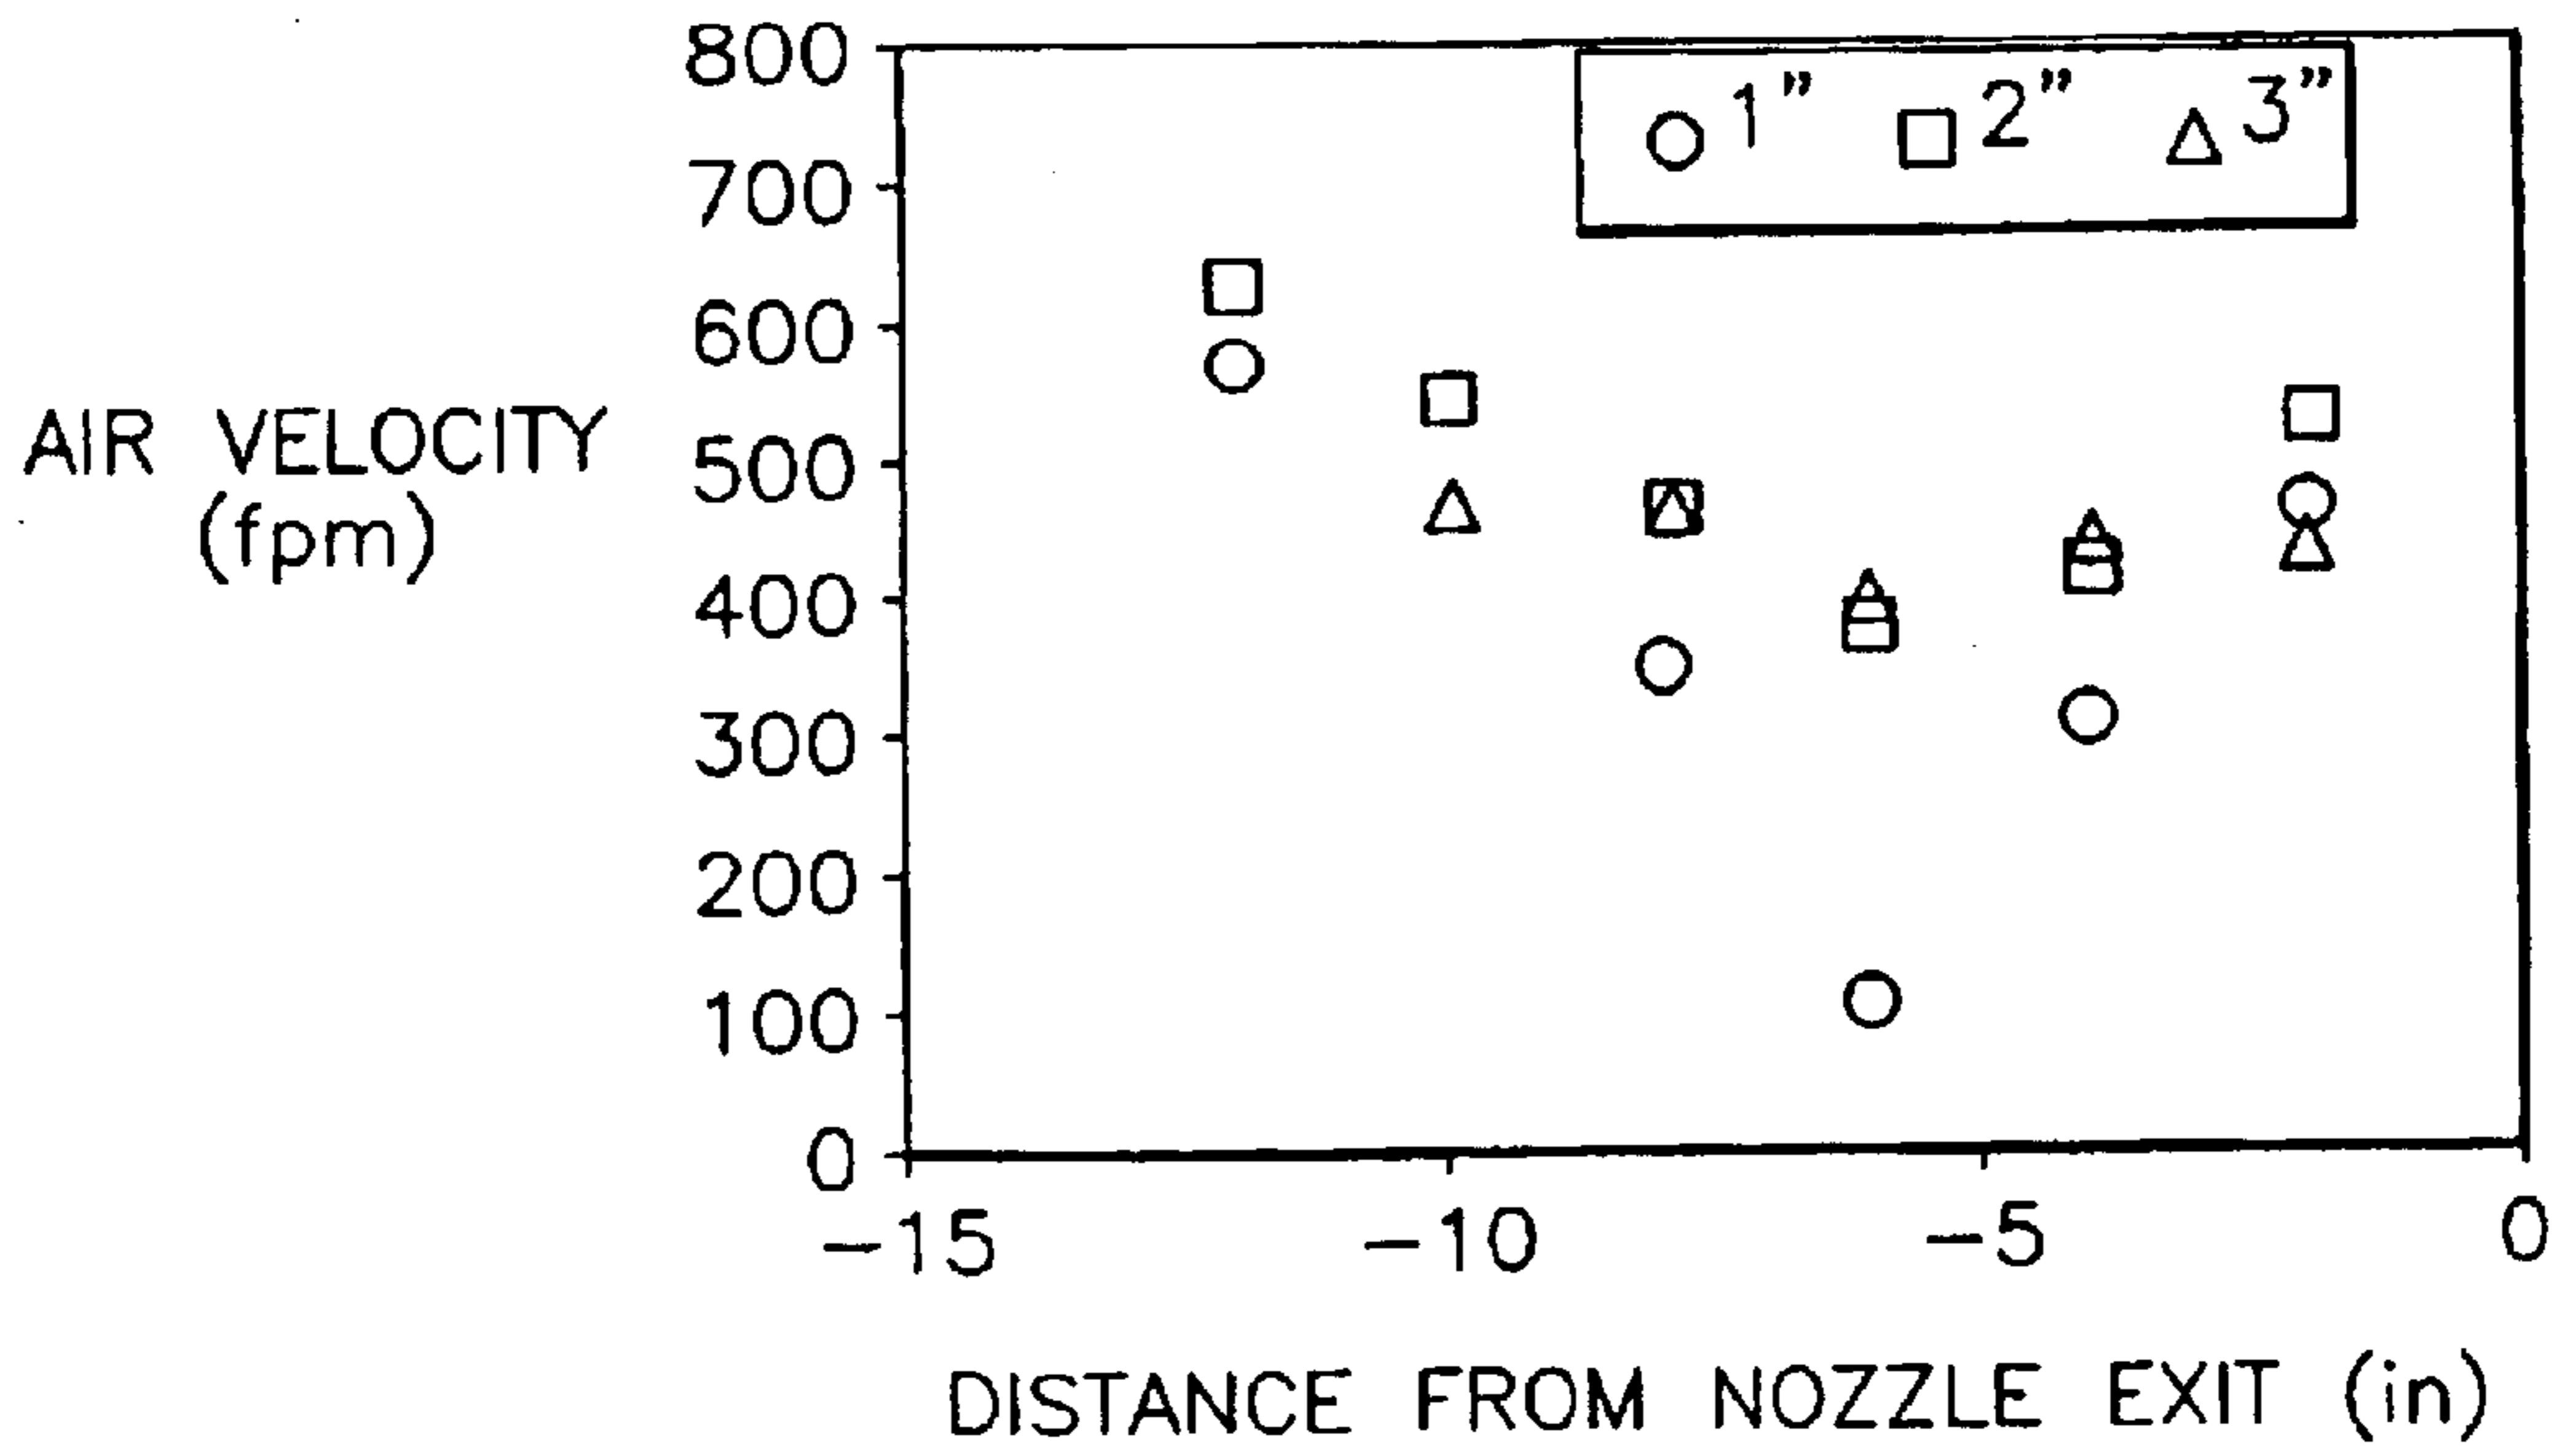 800
1" 2" 3"
700
600
AIR VELOCITY
(fpm)
500
400
300
200
100
0
-15 -10 -5 0
DISTANCE FROM NOZZLE EXIT (in)